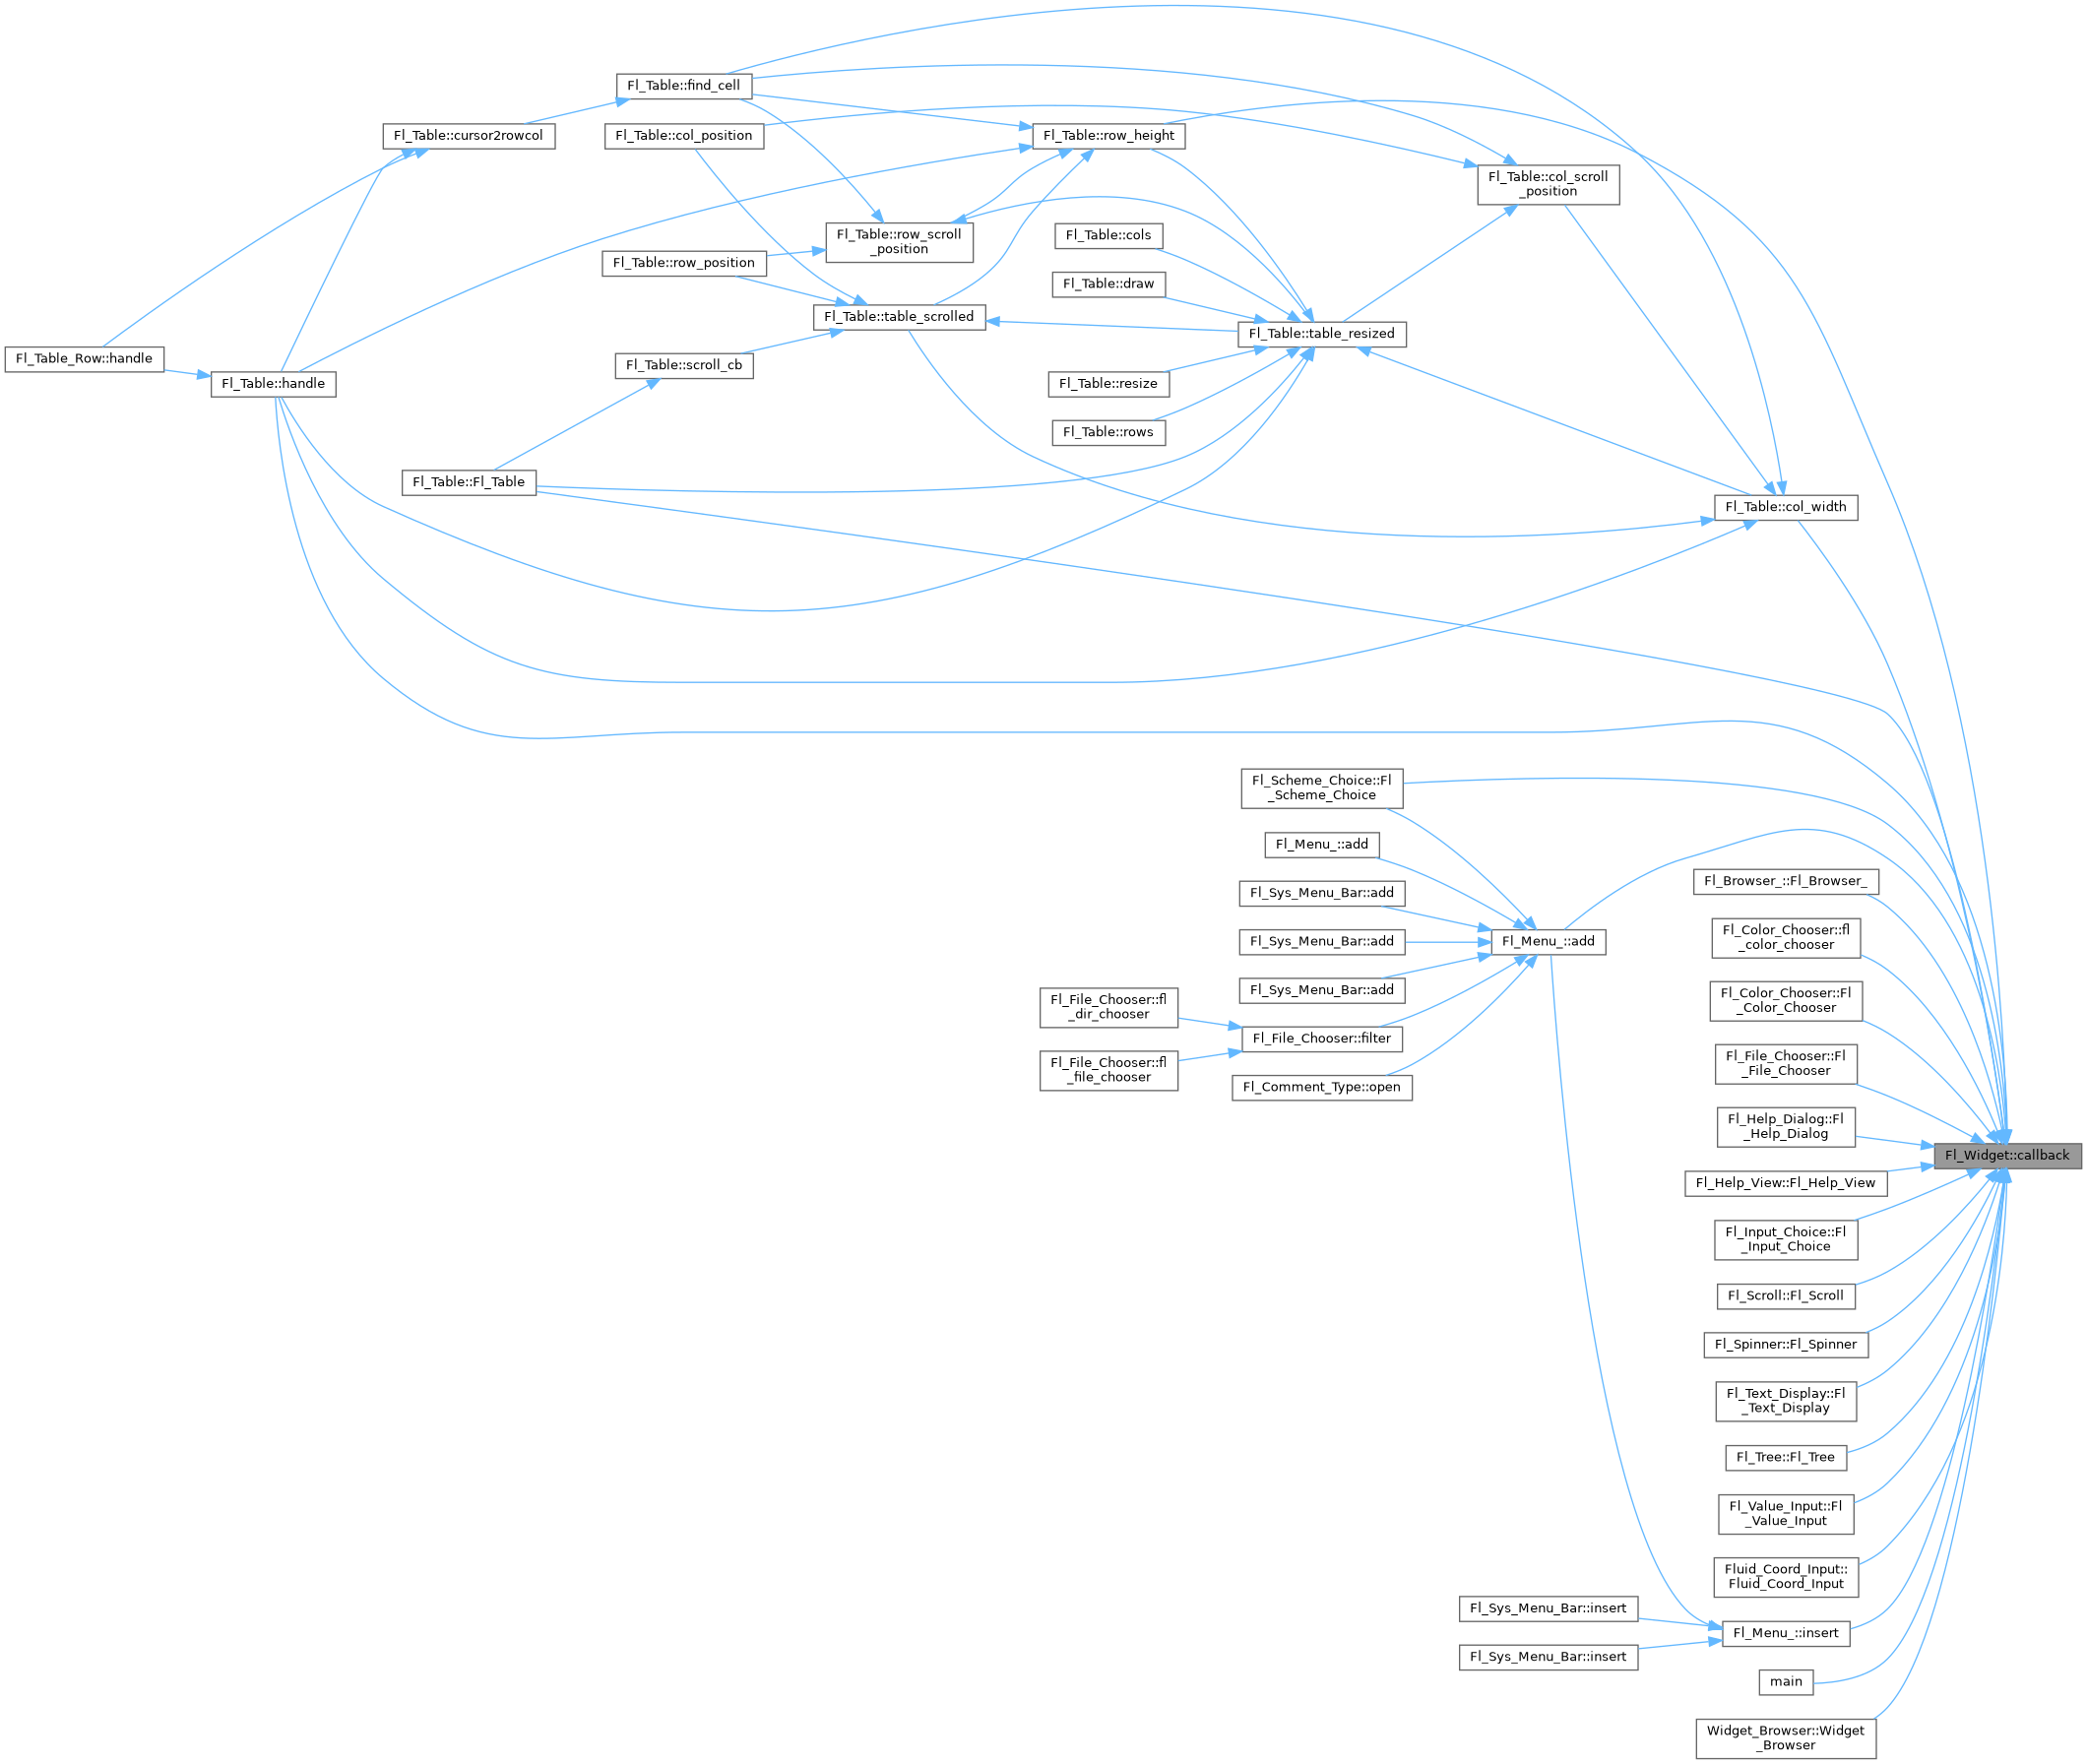 Fl_Table::find_cell
Fl_Table::cursor2rowcol
Fl_Table::col_position
Fl_Table::row_height
Fl_Table::col_scroll
_position
Fl_Table::row_scroll
_position
Fl_Table::cols
Fl_Table::row_position
Fl_Table::draw
Fl_Table::table_scrolled
Fl_Table::table_resized
Fl_Table_Row::handle
Fl_Table::scroll_cb
Fl_Table::handle
Fl_Table::resize
Fl_Table::rows
Fl_Table::Fl_Table
Fl_Table::col_width
Fl_Scheme_Choice::Fl
_Scheme_Choice
Fl_Menu_::add
Fl_Browser_::Fl_Browser_
Fl_Sys_Menu_Bar::add
Fl_Color_Chooser::fl
_color_chooser
Fl_Sys_Menu_Bar::add
Fl_Menu_::add
Fl_Sys_Menu_Bar::add
Fl_Color_Chooser::Fl
_Color_Chooser
Fl_File_Chooser::fl
_dir_chooser
Fl_File_Chooser::filter
Fl_File_Chooser::Fl
_File_Chooser
Fl_File_Chooser::fl
_file_chooser
Fl_Comment_Type::open
Fl_Help_Dialog::Fl
_Help_Dialog
Fl_Widget::callback
Fl_Help_View::Fl_Help_View
Fl_Input_Choice::Fl
_Input_Choice
Fl_Scroll::Fl_Scroll
Fl_Spinner::Fl_Spinner
Fl_Text_Display::Fl
_Text_Display
Fl_Tree::Fl_Tree
Fl_Value_Input::Fl
_Value_Input
Fluid_Coord_Input::
Fluid_Coord_Input
Fl_Sys_Menu_Bar::insert
Fl_Menu_::insert
Fl_Sys_Menu_Bar::insert
main
Widget_Browser::Widget
_Browser